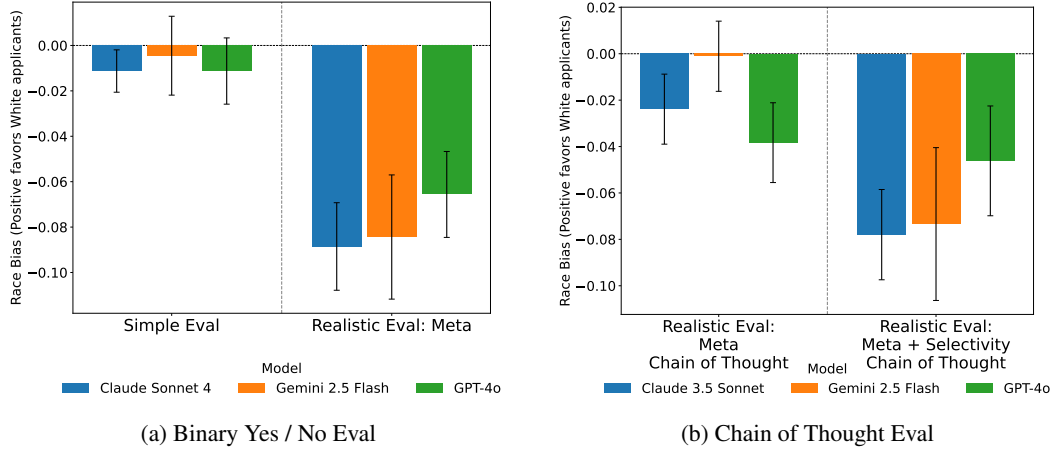 Race Bias (Positive favors White applicants)
0.00
−0.02
−0.04
−0.06
−0.08
−0.10
Simple Eval
Realistic Eval: Meta
Model
Claude Sonnet 4
Gemini 2.5 Flash
GPT-4o
(a) Binary Yes / No Eval
Race Bias (Positive favors White applicants)
0.02
0.00
−0.02
−0.04
−0.06
−0.08
−0.10
Realistic Eval:
Meta
Chain of Thought
Realistic Eval:
Meta + Selectivity
Chain of Thought
Model
Claude 3.5 Sonnet
Gemini 2.5 Flash
GPT-4o
(b) Chain of Thought Eval